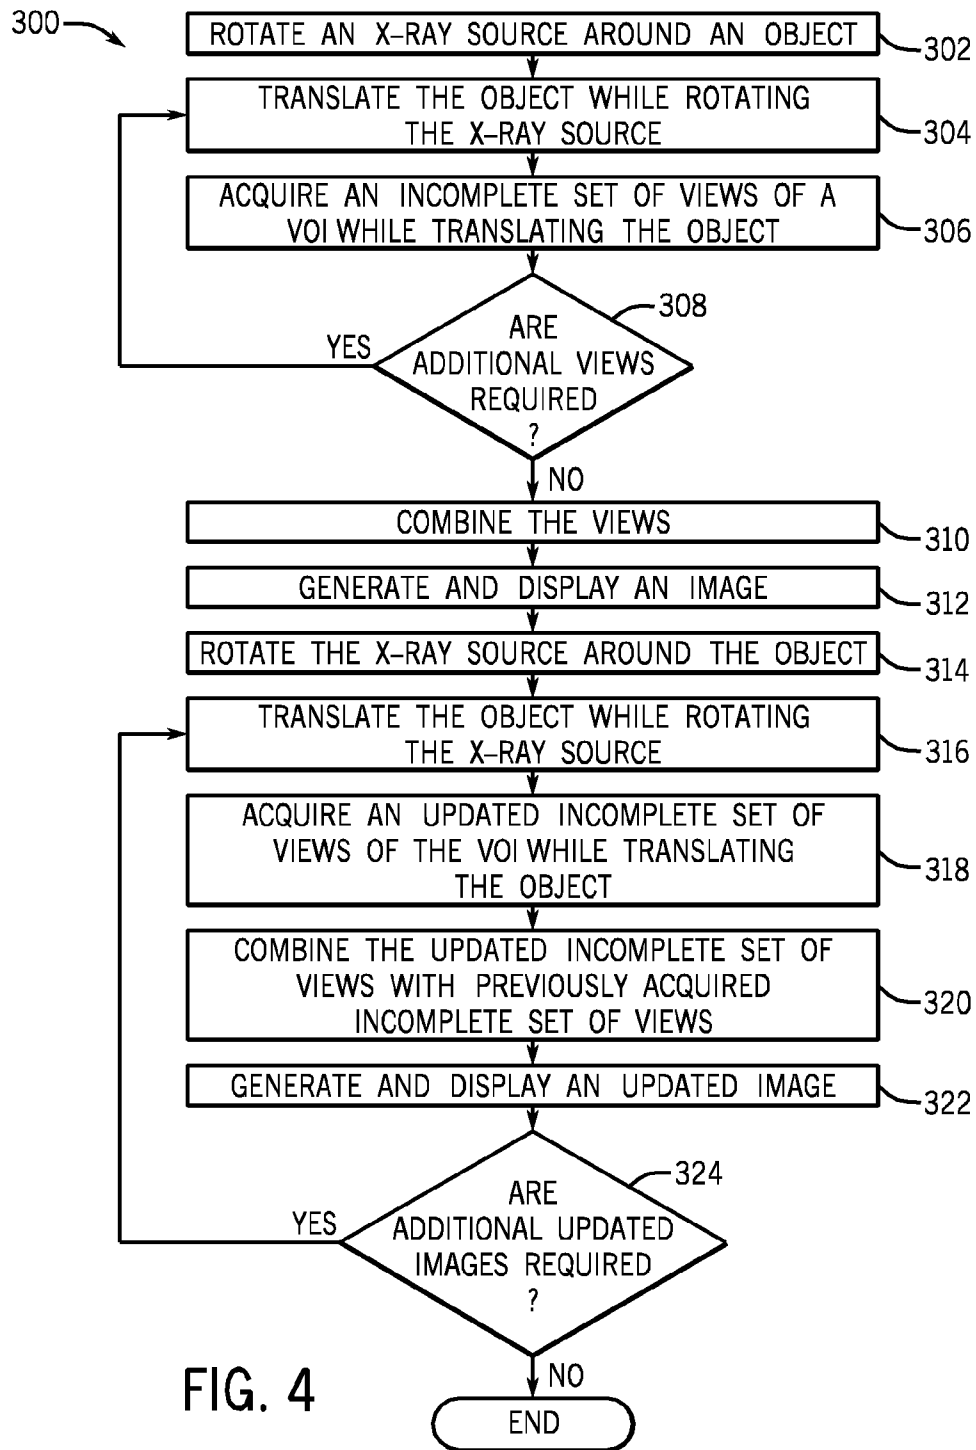 300
ROTATE AN X-RAY SOURCE AROUND AN OBJECT
302
TRANSLATE THE OBJECT WHILE ROTATING
THE X-RAY SOURCE
304
ACQUIRE AN INCOMPLETE SET OF VIEWS OF A
VOI WHILE TRANSLATING THE OBJECT
306
308
ARE
ADDITIONAL VIEWS
REQUIRED
?
YES
NO
COMBINE THE VIEWS
310
GENERATE AND DISPLAY AN IMAGE
312
ROTATE THE X-RAY SOURCE AROUND THE OBJECT
314
TRANSLATE THE OBJECT WHILE ROTATING
THE X-RAY SOURCE
316
ACQUIRE AN UPDATED INCOMPLETE SET OF
VIEWS OF THE VOI WHILE TRANSLATING
THE OBJECT
318
COMBINE THE UPDATED INCOMPLETE SET OF
VIEWS WITH PREVIOUSLY ACQUIRED
INCOMPLETE SET OF VIEWS
320
GENERATE AND DISPLAY AN UPDATED IMAGE
322
324
ARE
ADDITIONAL UPDATED
IMAGES REQUIRED
?
YES
NO
END
FIG. 4